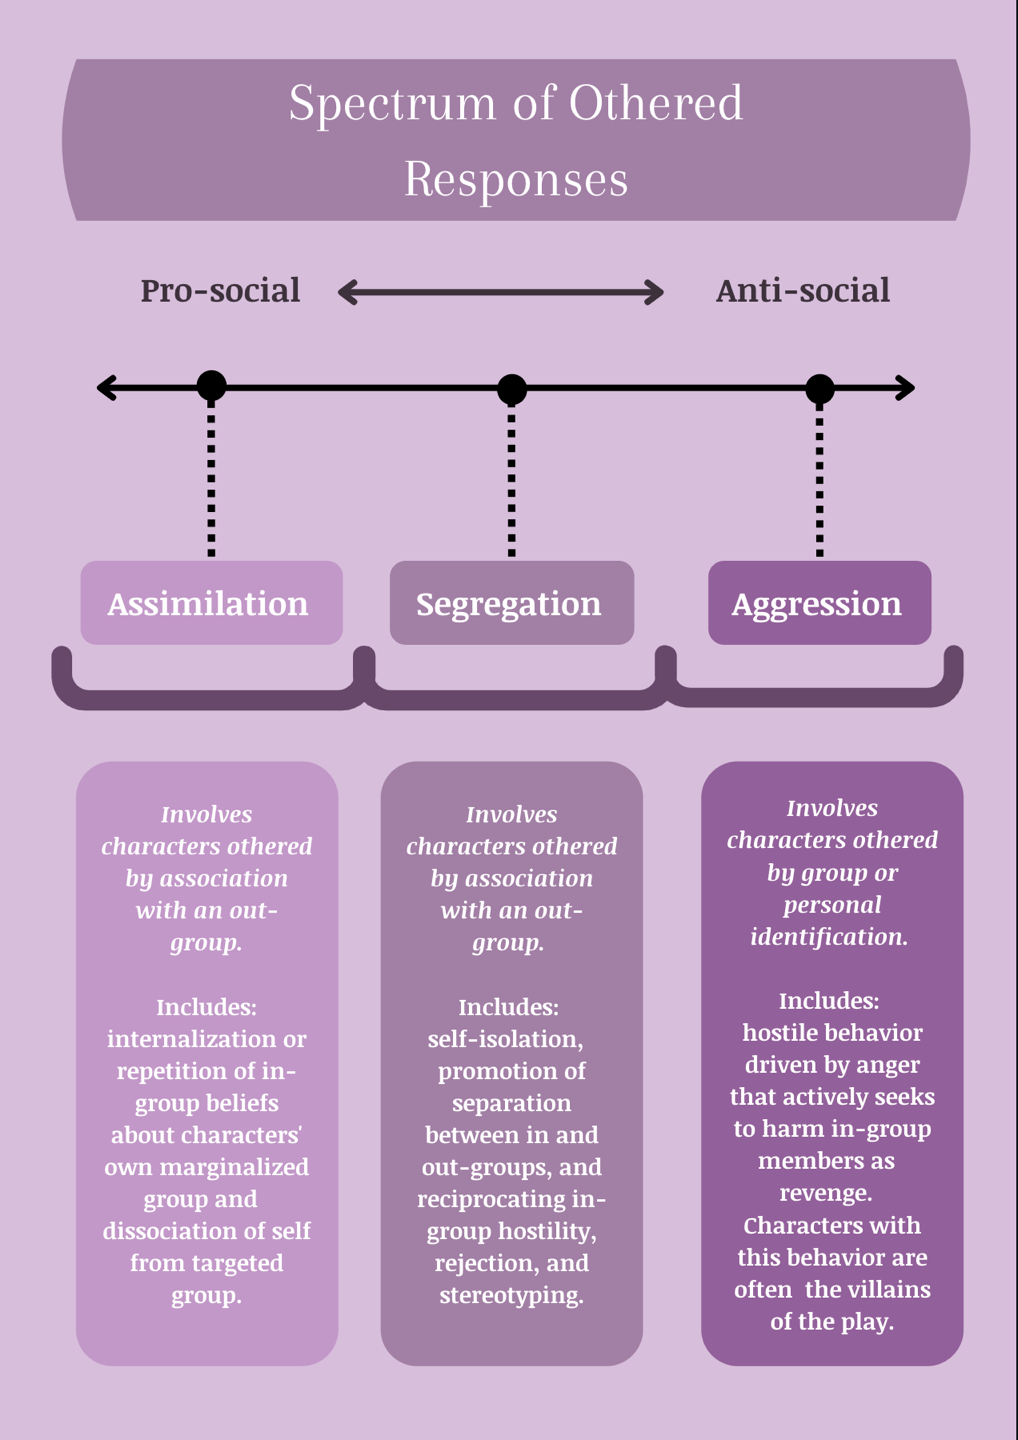 Spectrum of Othered
Responses
Pro-social
Anti-social
Assimilation
Segregation
Aggression
Involves
characters othered
by association
with an out-
group.
Includes:
internalization or
repetition of in-
group beliefs
about characters'
own marginalized
group and
dissociation of self
from targeted
group.
Involves
characters othered
by association
with an out-
group.
Includes:
self-isolation,
promotion of
separation
between in and
out-groups, and
reciprocating in-
group hostility,
rejection, and
stereotyping.
Involves
characters othered
by group or
personal
identification.
Includes:
hostile behavior
driven by anger
that actively seeks
to harm in-group
members as
revenge.
Characters with
this behavior are
often the villains
of the play.